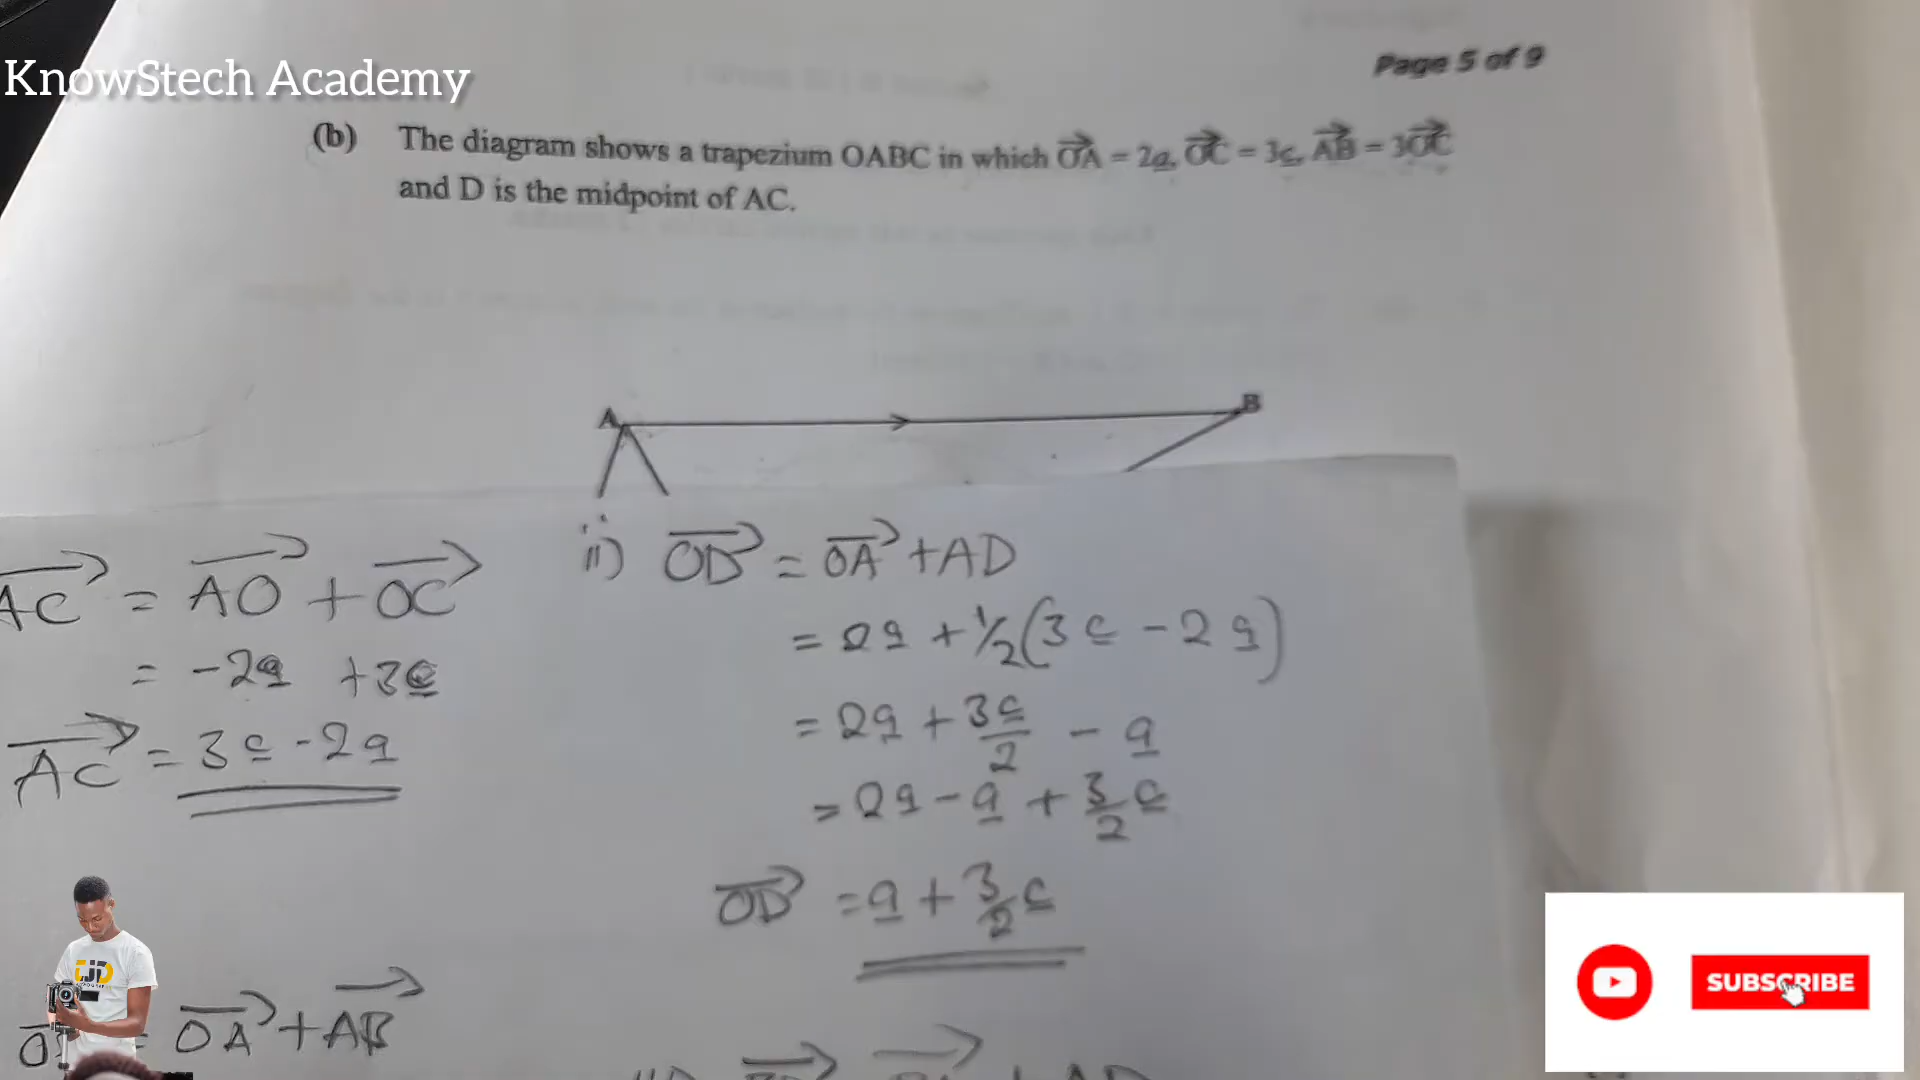 KnowStech Academy
Page 5 of 9
(b) The diagram shows a trapezium OABC in which OA = 2a, OC = 3c, AB = 3OC
and D is the midpoint of AC.
A
B
AC = AO + OC
= -2a +3c
AC = 3c - 2a
ii) OD = OA + AD
= 2a + 1/2(3c - 2a)
= 2a + 3c/2 - a
= 2a - a + 3/2 c
OD = a + 3/2 c
= OA + AB
SUBSCRIBE